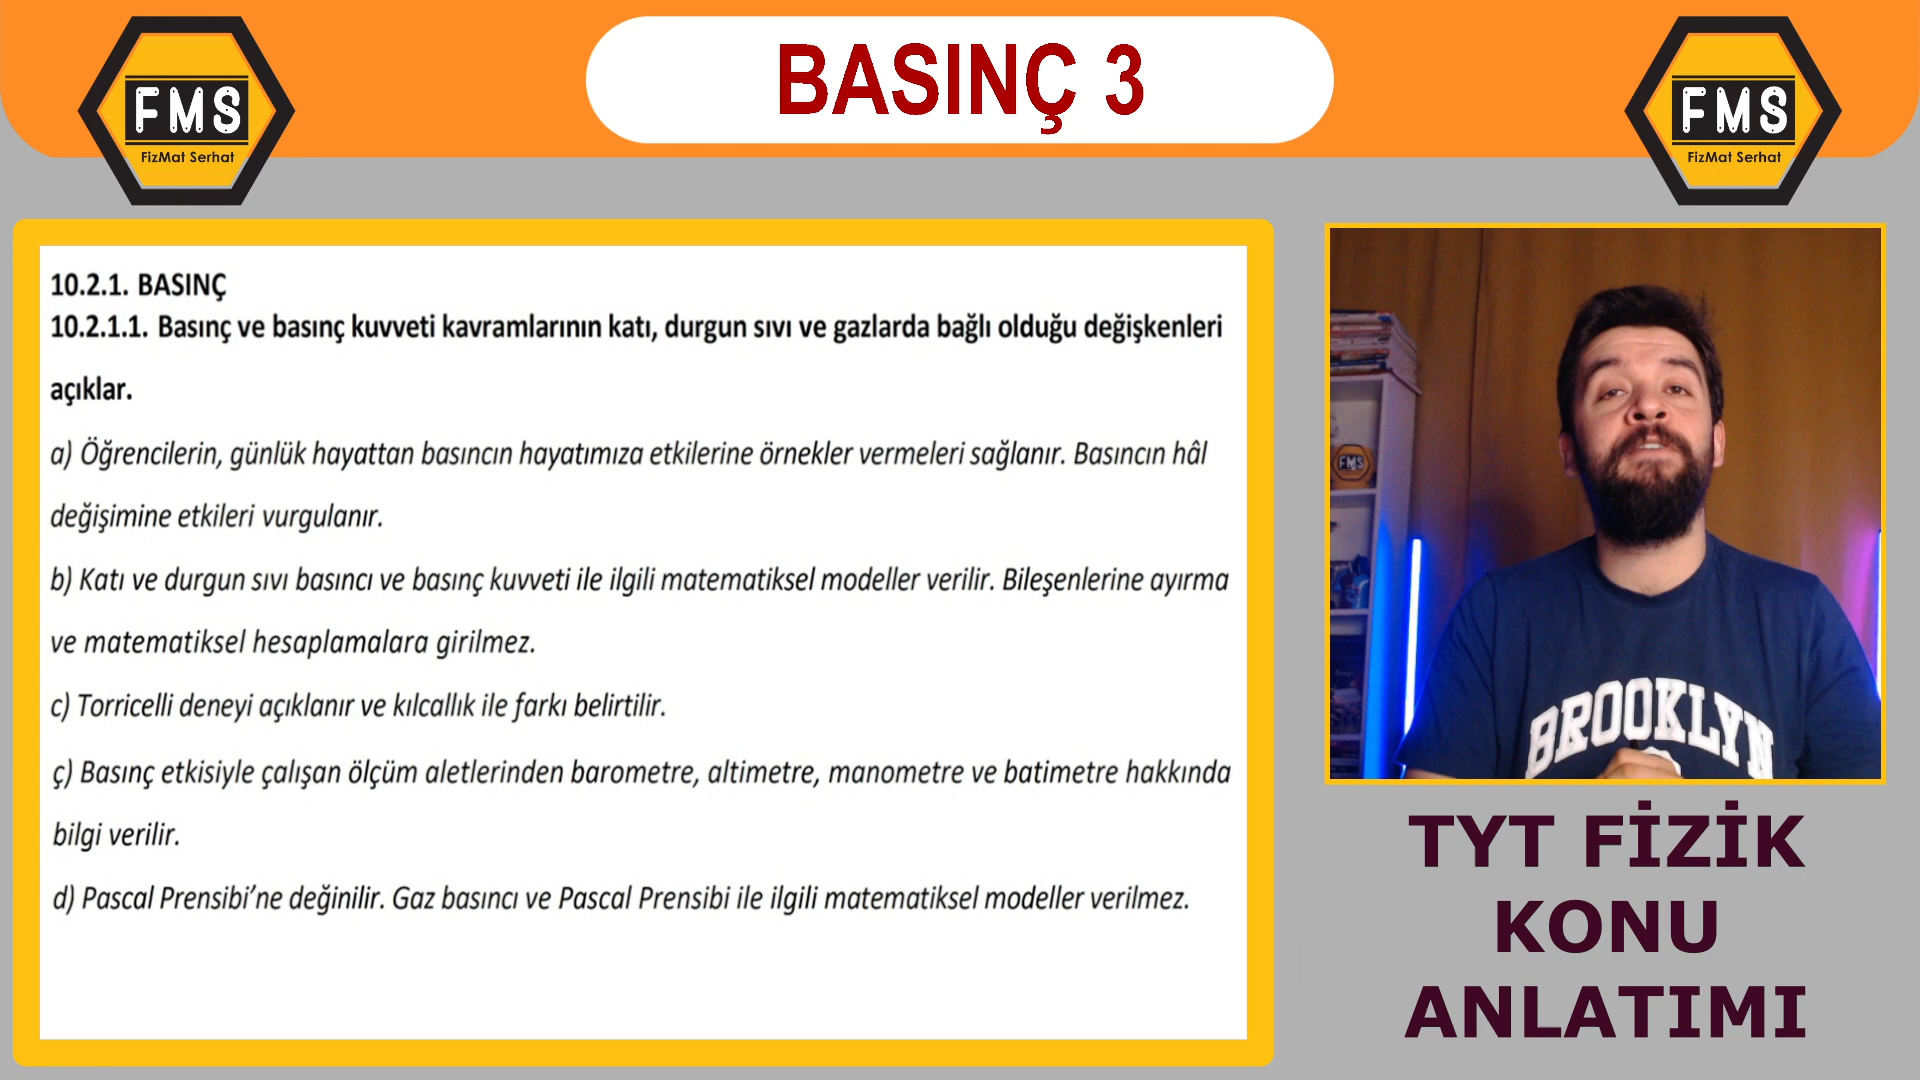 BASINÇ 3
FMS
FizMat Serhat
FMS
FizMat Serhat
10.2.1. BASINÇ
10.2.1.1. Basınç ve basınç kuvveti kavramlarının katı, durgun sıvı ve gazlarda bağlı olduğu değişkenleri
açıklar.
a) Öğrencilerin, günlük hayattan basıncın hayatımıza etkilerine örnekler vermeleri sağlanır. Basıncın hâl
değişimine etkileri vurgulanır.
b) Katı ve durgun sıvı basıncı ve basınç kuvveti ile ilgili matematiksel modeller verilir. Bileşenlerine ayırma
ve matematiksel hesaplamalara girilmez.
c) Torricelli deneyi açıklanır ve kılcallık ile farkı belirtilir.
ç) Basınç etkisiyle çalışan ölçüm aletlerinden barometre, altimetre, manometre ve batimetre hakkında
bilgi verilir.
d) Pascal Prensibi’ne değinilir. Gaz basıncı ve Pascal Prensibi ile ilgili matematiksel modeller verilmez.
FMS
BROOKLYN
TYT FİZİK
KONU
ANLATIMI